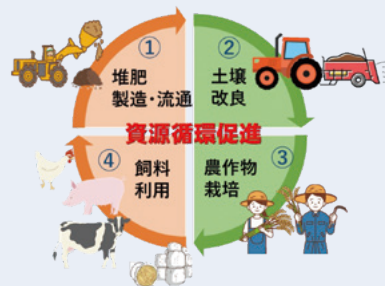 ①
堆肥
製造・流通
②
土壌
改良
資源循環促進
④
飼料
利用
③
農作物
栽培